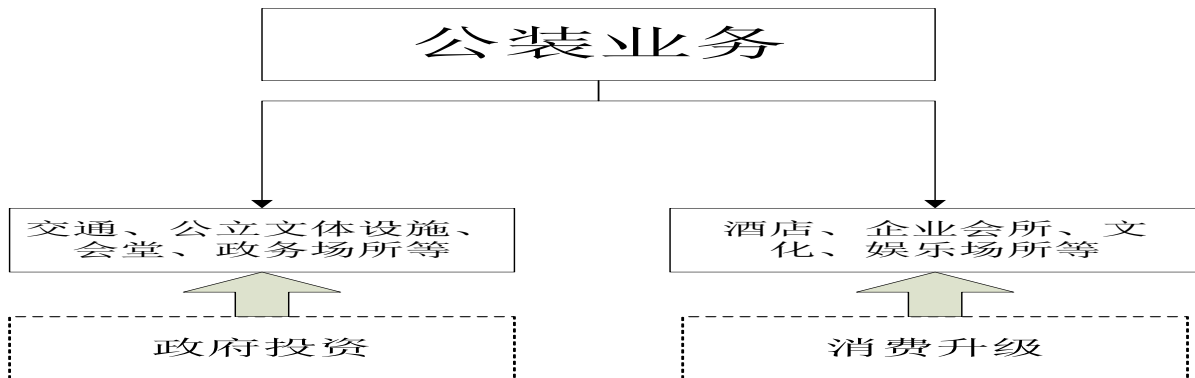 公装业务
交通、公立文体设施、
会堂、政务场所等
酒店、企业会所、文
化、娱乐场所等
政府投资
消费升级